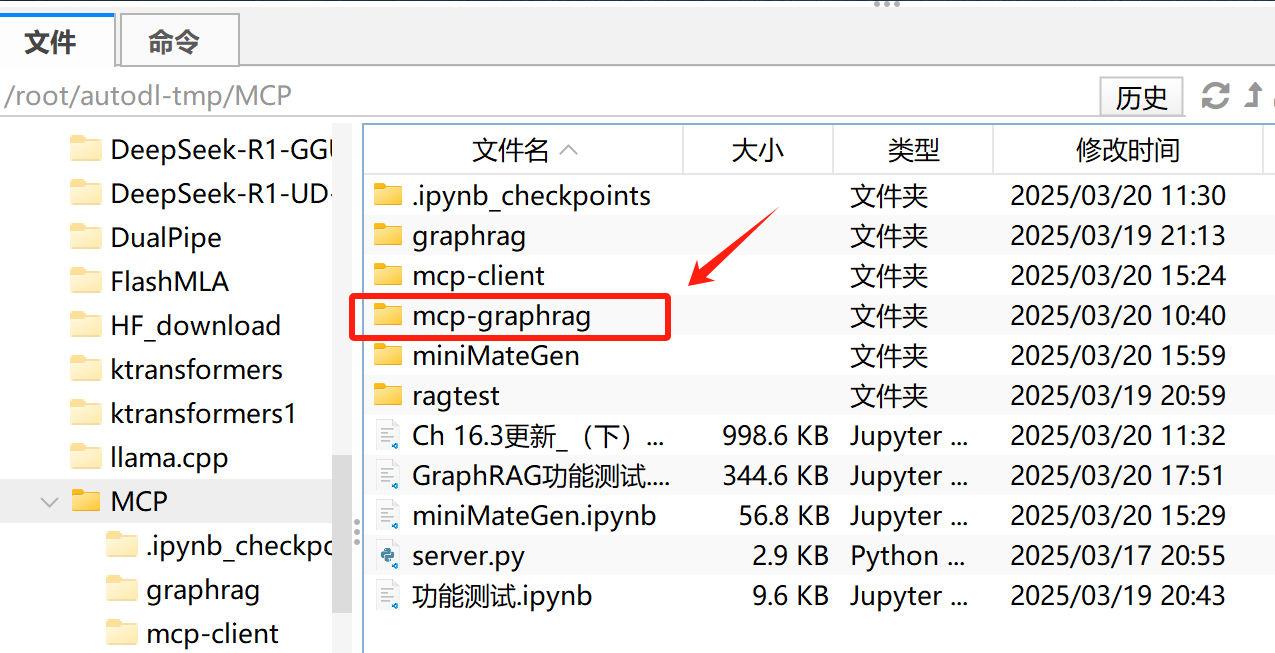 文件 命令
/root/autodl-tmp/MCP 历史
DeepSeek-R1-GGU
DeepSeek-R1-UD-
DualPipe
FlashMLA
HF_download
ktransformers
ktransformers1
llama.cpp
MCP
.ipynb_checkpo
graphrag
mcp-client
文件名 大小 类型 修改时间
.ipynb_checkpoints 文件夹 2025/03/20 11:30
graphrag 文件夹 2025/03/19 21:13
mcp-client 文件夹 2025/03/20 15:24
mcp-graphrag 文件夹 2025/03/20 10:40
miniMateGen 文件夹 2025/03/20 15:59
ragtest 文件夹 2025/03/19 20:59
Ch 16.3更新_（下）... 998.6 KB Jupyter ... 2025/03/20 11:32
GraphRAG功能测试.... 344.6 KB Jupyter ... 2025/03/20 17:51
miniMateGen.ipynb 56.8 KB Jupyter ... 2025/03/20 15:29
server.py 2.9 KB Python ... 2025/03/17 20:55
功能测试.ipynb 9.6 KB Jupyter ... 2025/03/19 20:43